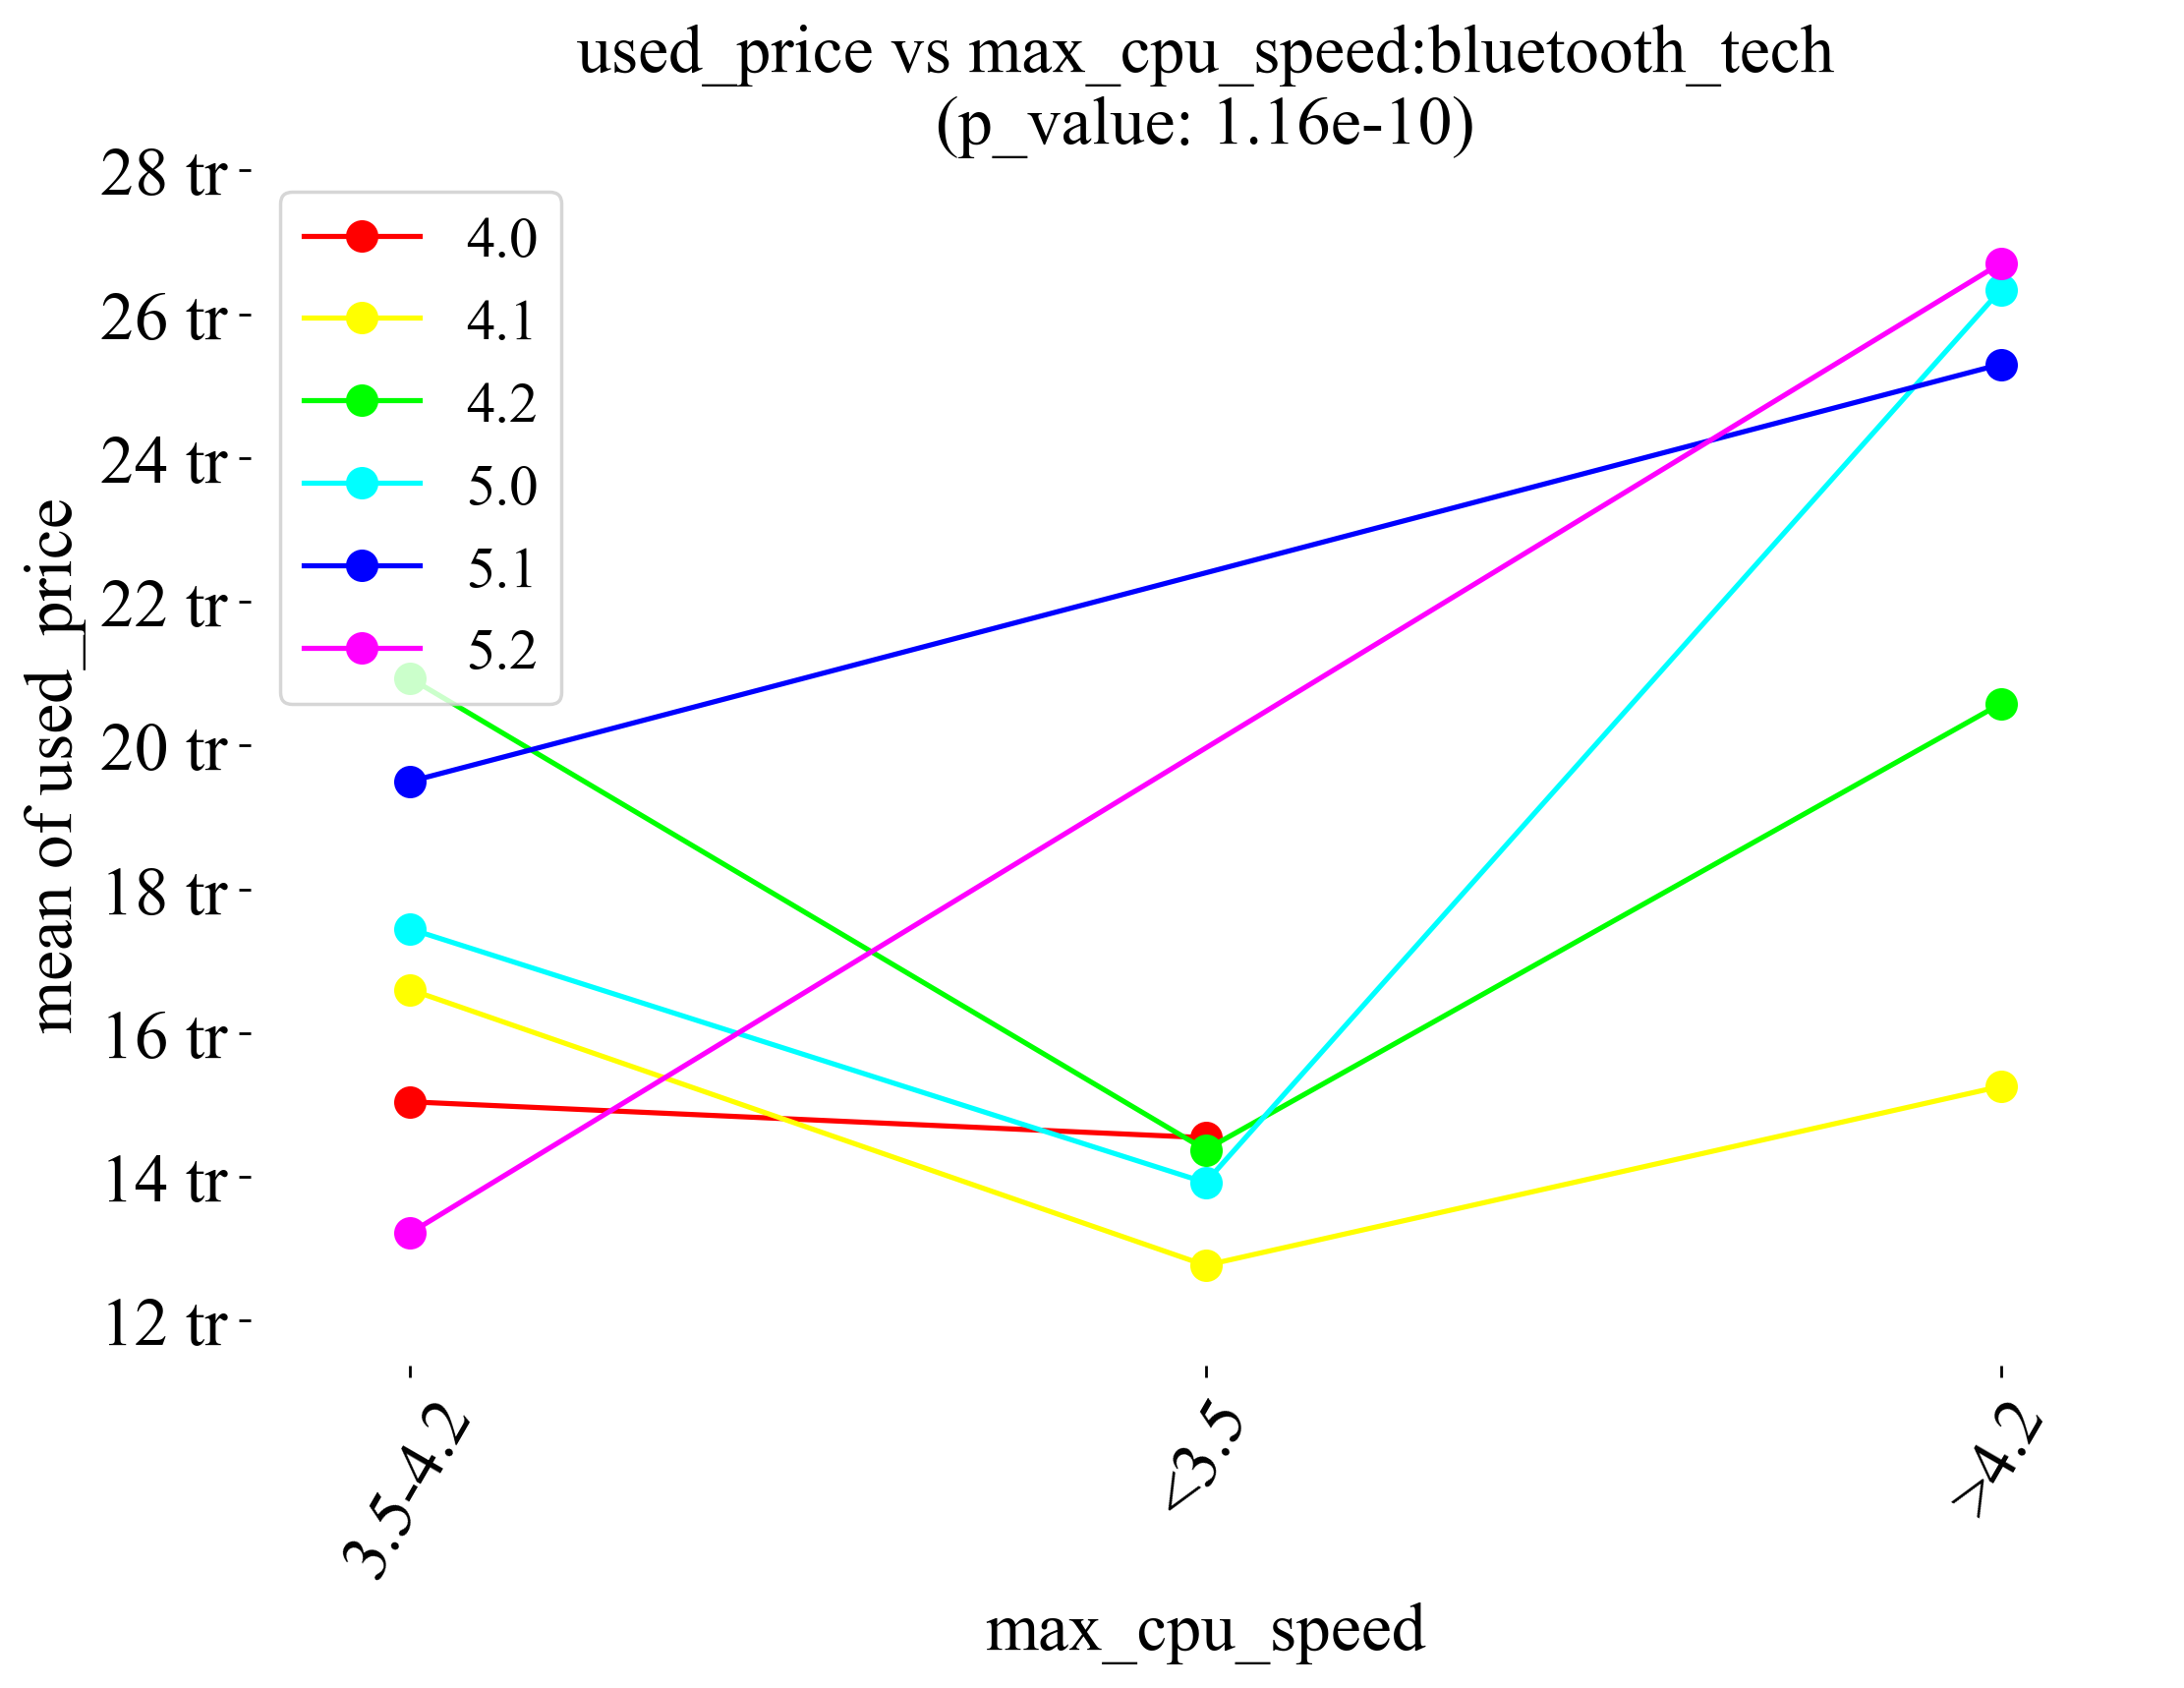 used_price vs max_cpu_speed:bluetooth_tech
(p_value: 1.16e-10)
28 tr
26 tr
24 tr
22 tr
20 tr
18 tr
16 tr
14 tr
12 tr
mean of used_price
4.0
4.1
4.2
5.0
5.1
5.2
3.5-4.2
<3.5
>4.2
max_cpu_speed